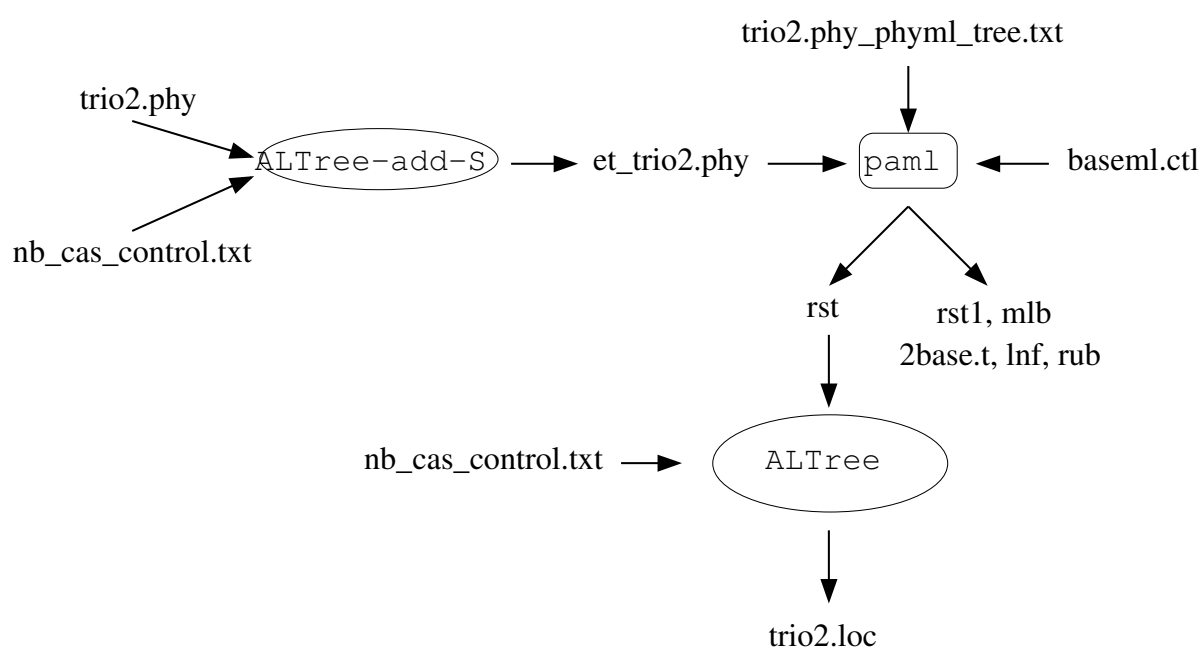 trio2.phy_phyml_tree.txt
trio2.phy
ALTree-add-S
et_trio2.phy
paml
baseml.ctl
nb_cas_control.txt
rst
rst1, mlb
2base.t, lnf, rub
nb_cas_control.txt
ALTree
trio2.loc